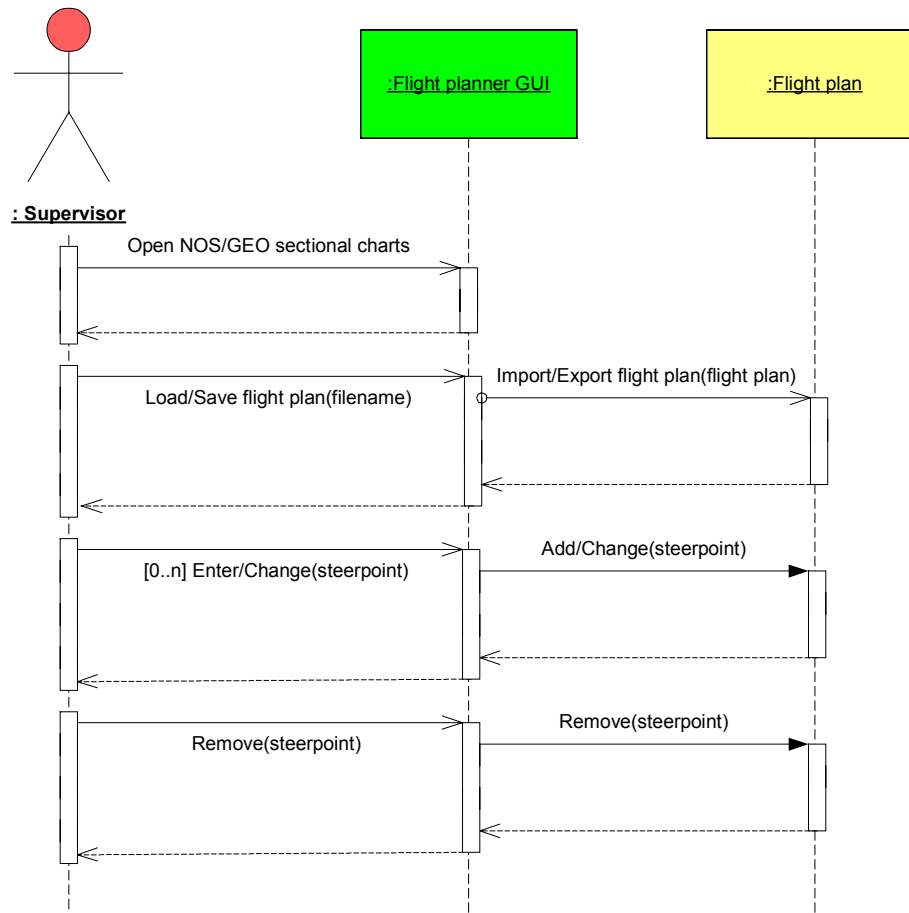 :Flight planner GUI
:Flight plan
: Supervisor
Open NOS/GEO sectional charts
Import/Export flight plan(flight plan)
Load/Save flight plan(filename)
Add/Change(steerpoint)
[0..n] Enter/Change(steerpoint)
Remove(steerpoint)
Remove(steerpoint)